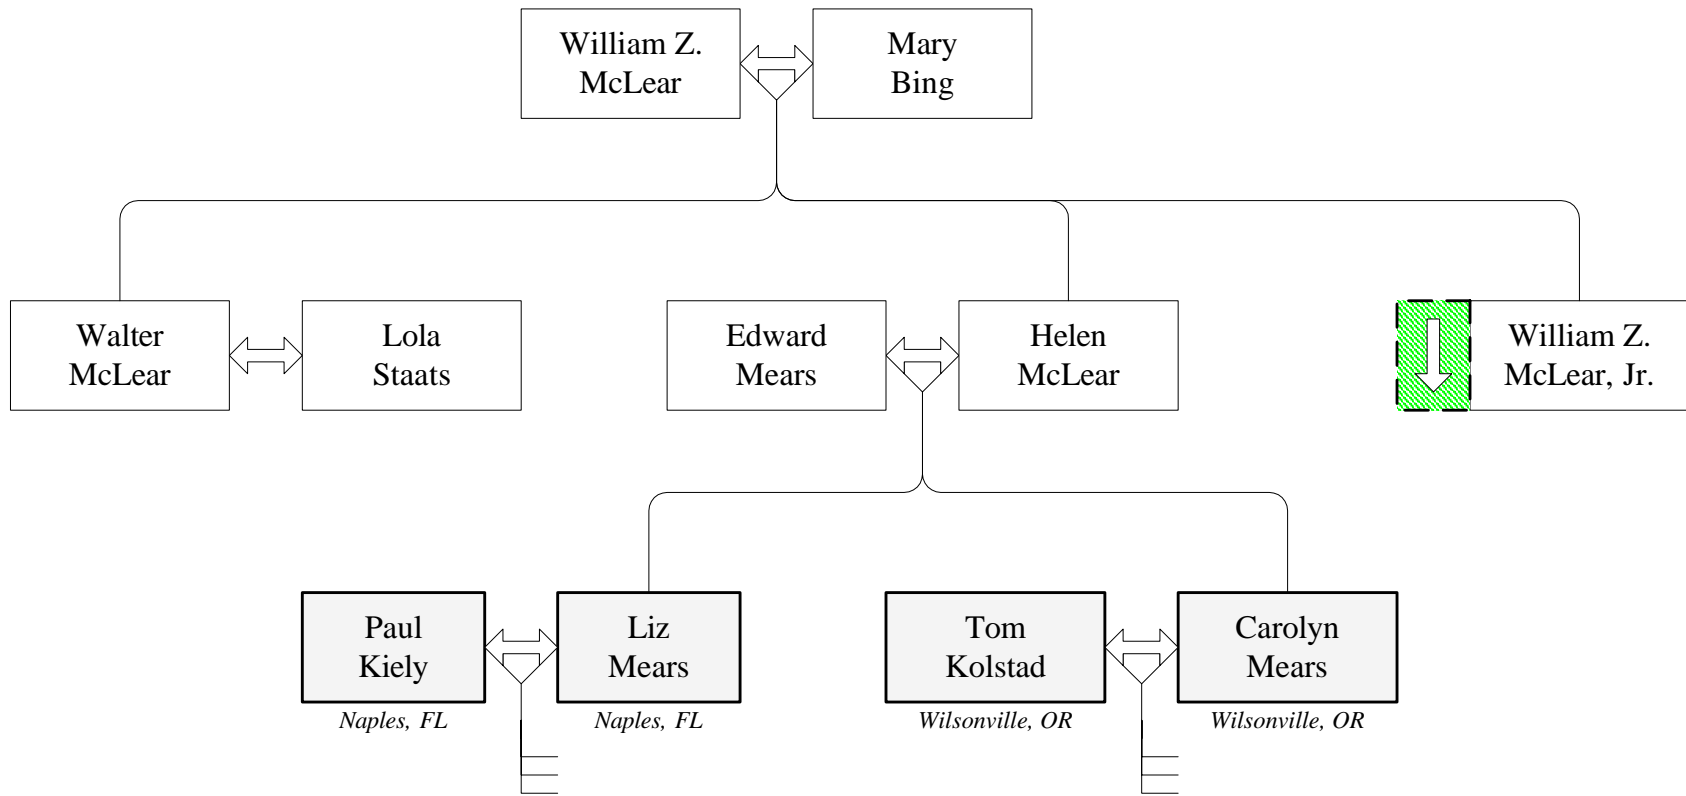 William Z.
McLear
Mary
Bing
Walter
McLear
Lola
Staats
Edward
Mears
Helen
McLear
William Z.
McLear, Jr.
Paul
Kiely
Liz
Mears
Tom
Kolstad
Carolyn
Mears
Naples, FL
Naples, FL
Wilsonville, OR
Wilsonville, OR